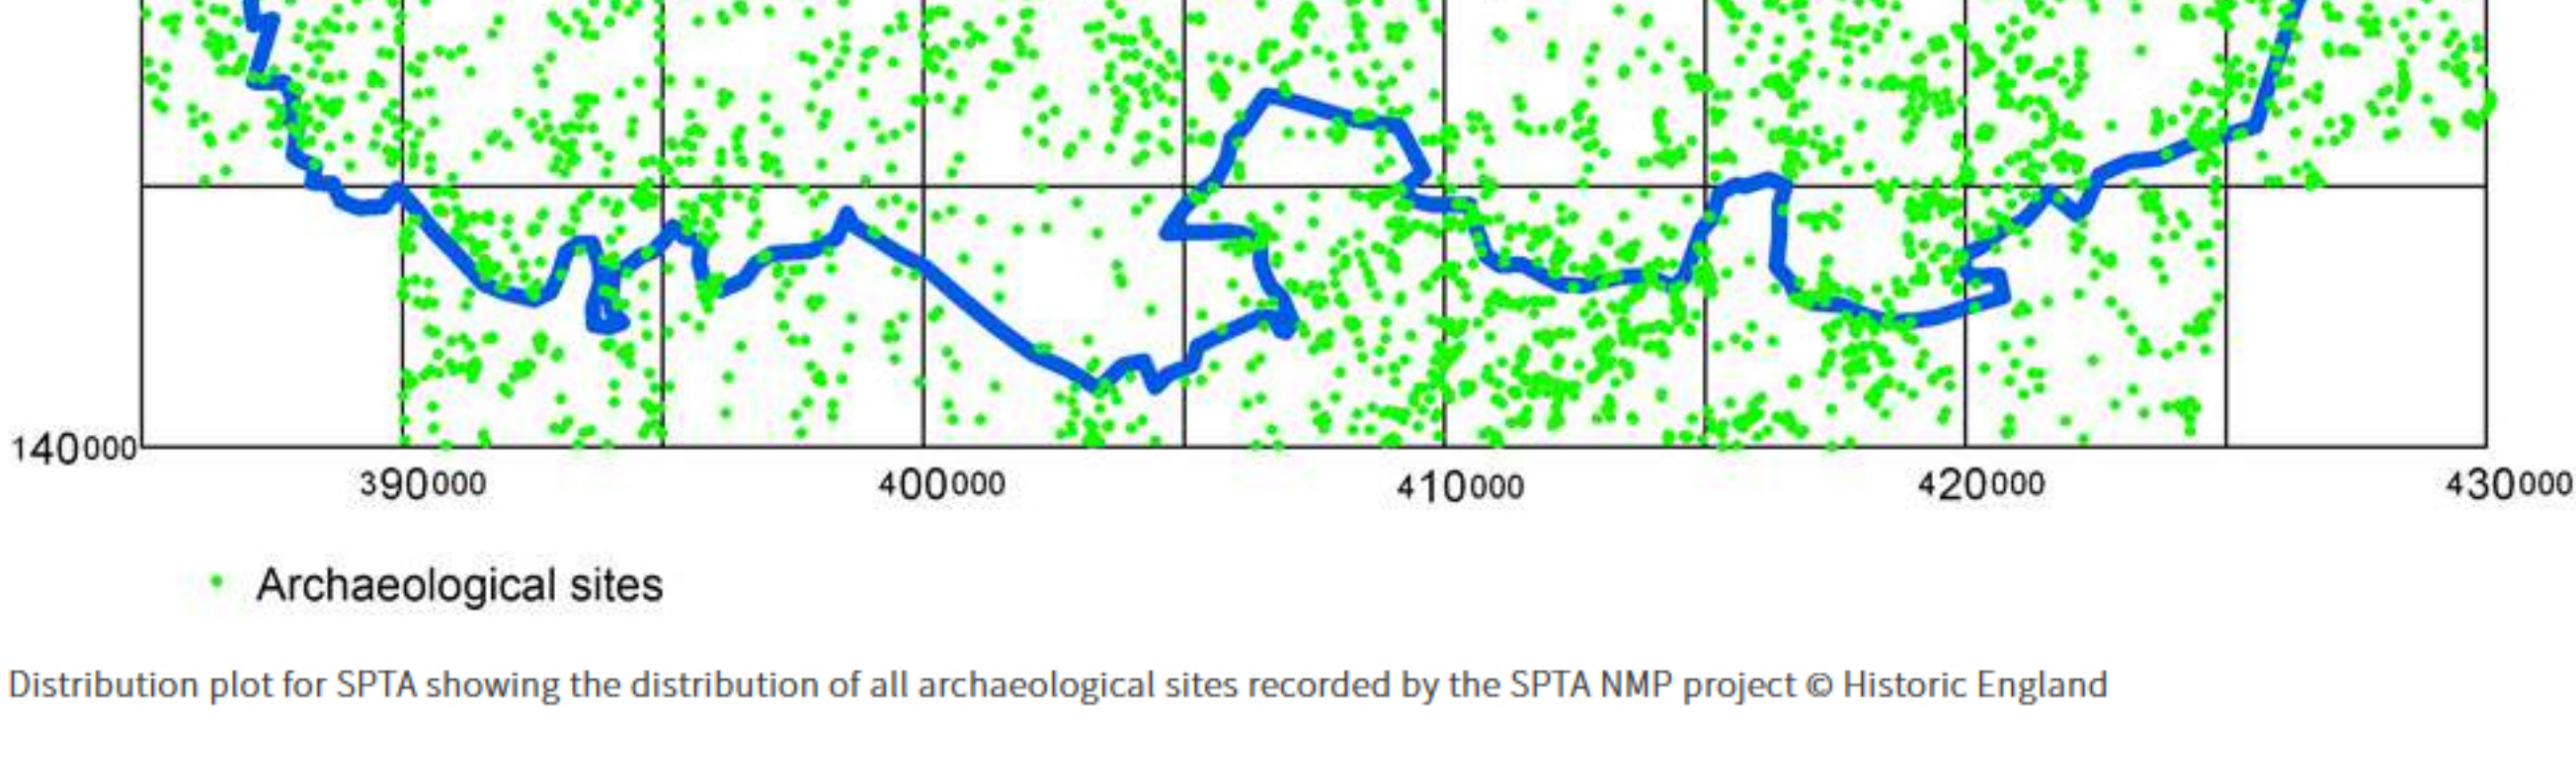 140000
390000 400000 410000 420000 430000
Archaeological sites
Distribution plot for SPTA showing the distribution of all archaeological sites recorded by the SPTA NMP project © Historic England